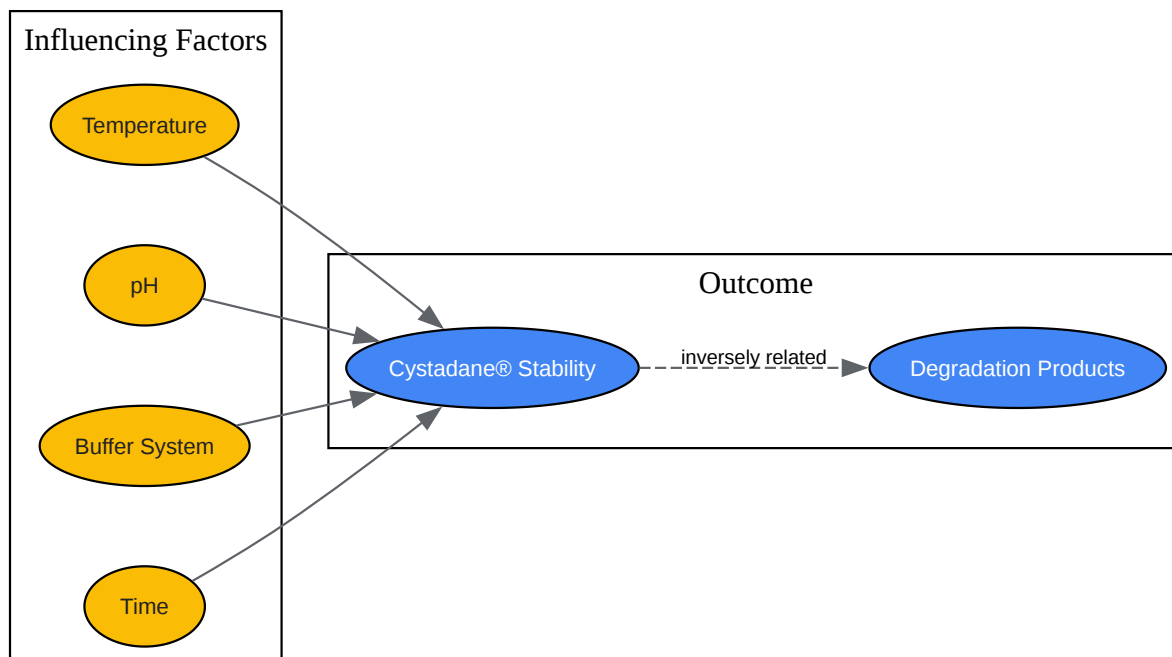 Influencing Factors
Temperature
pH
Buffer System
Time
Outcome
Cystadane® Stability
inversely related
Degradation Products